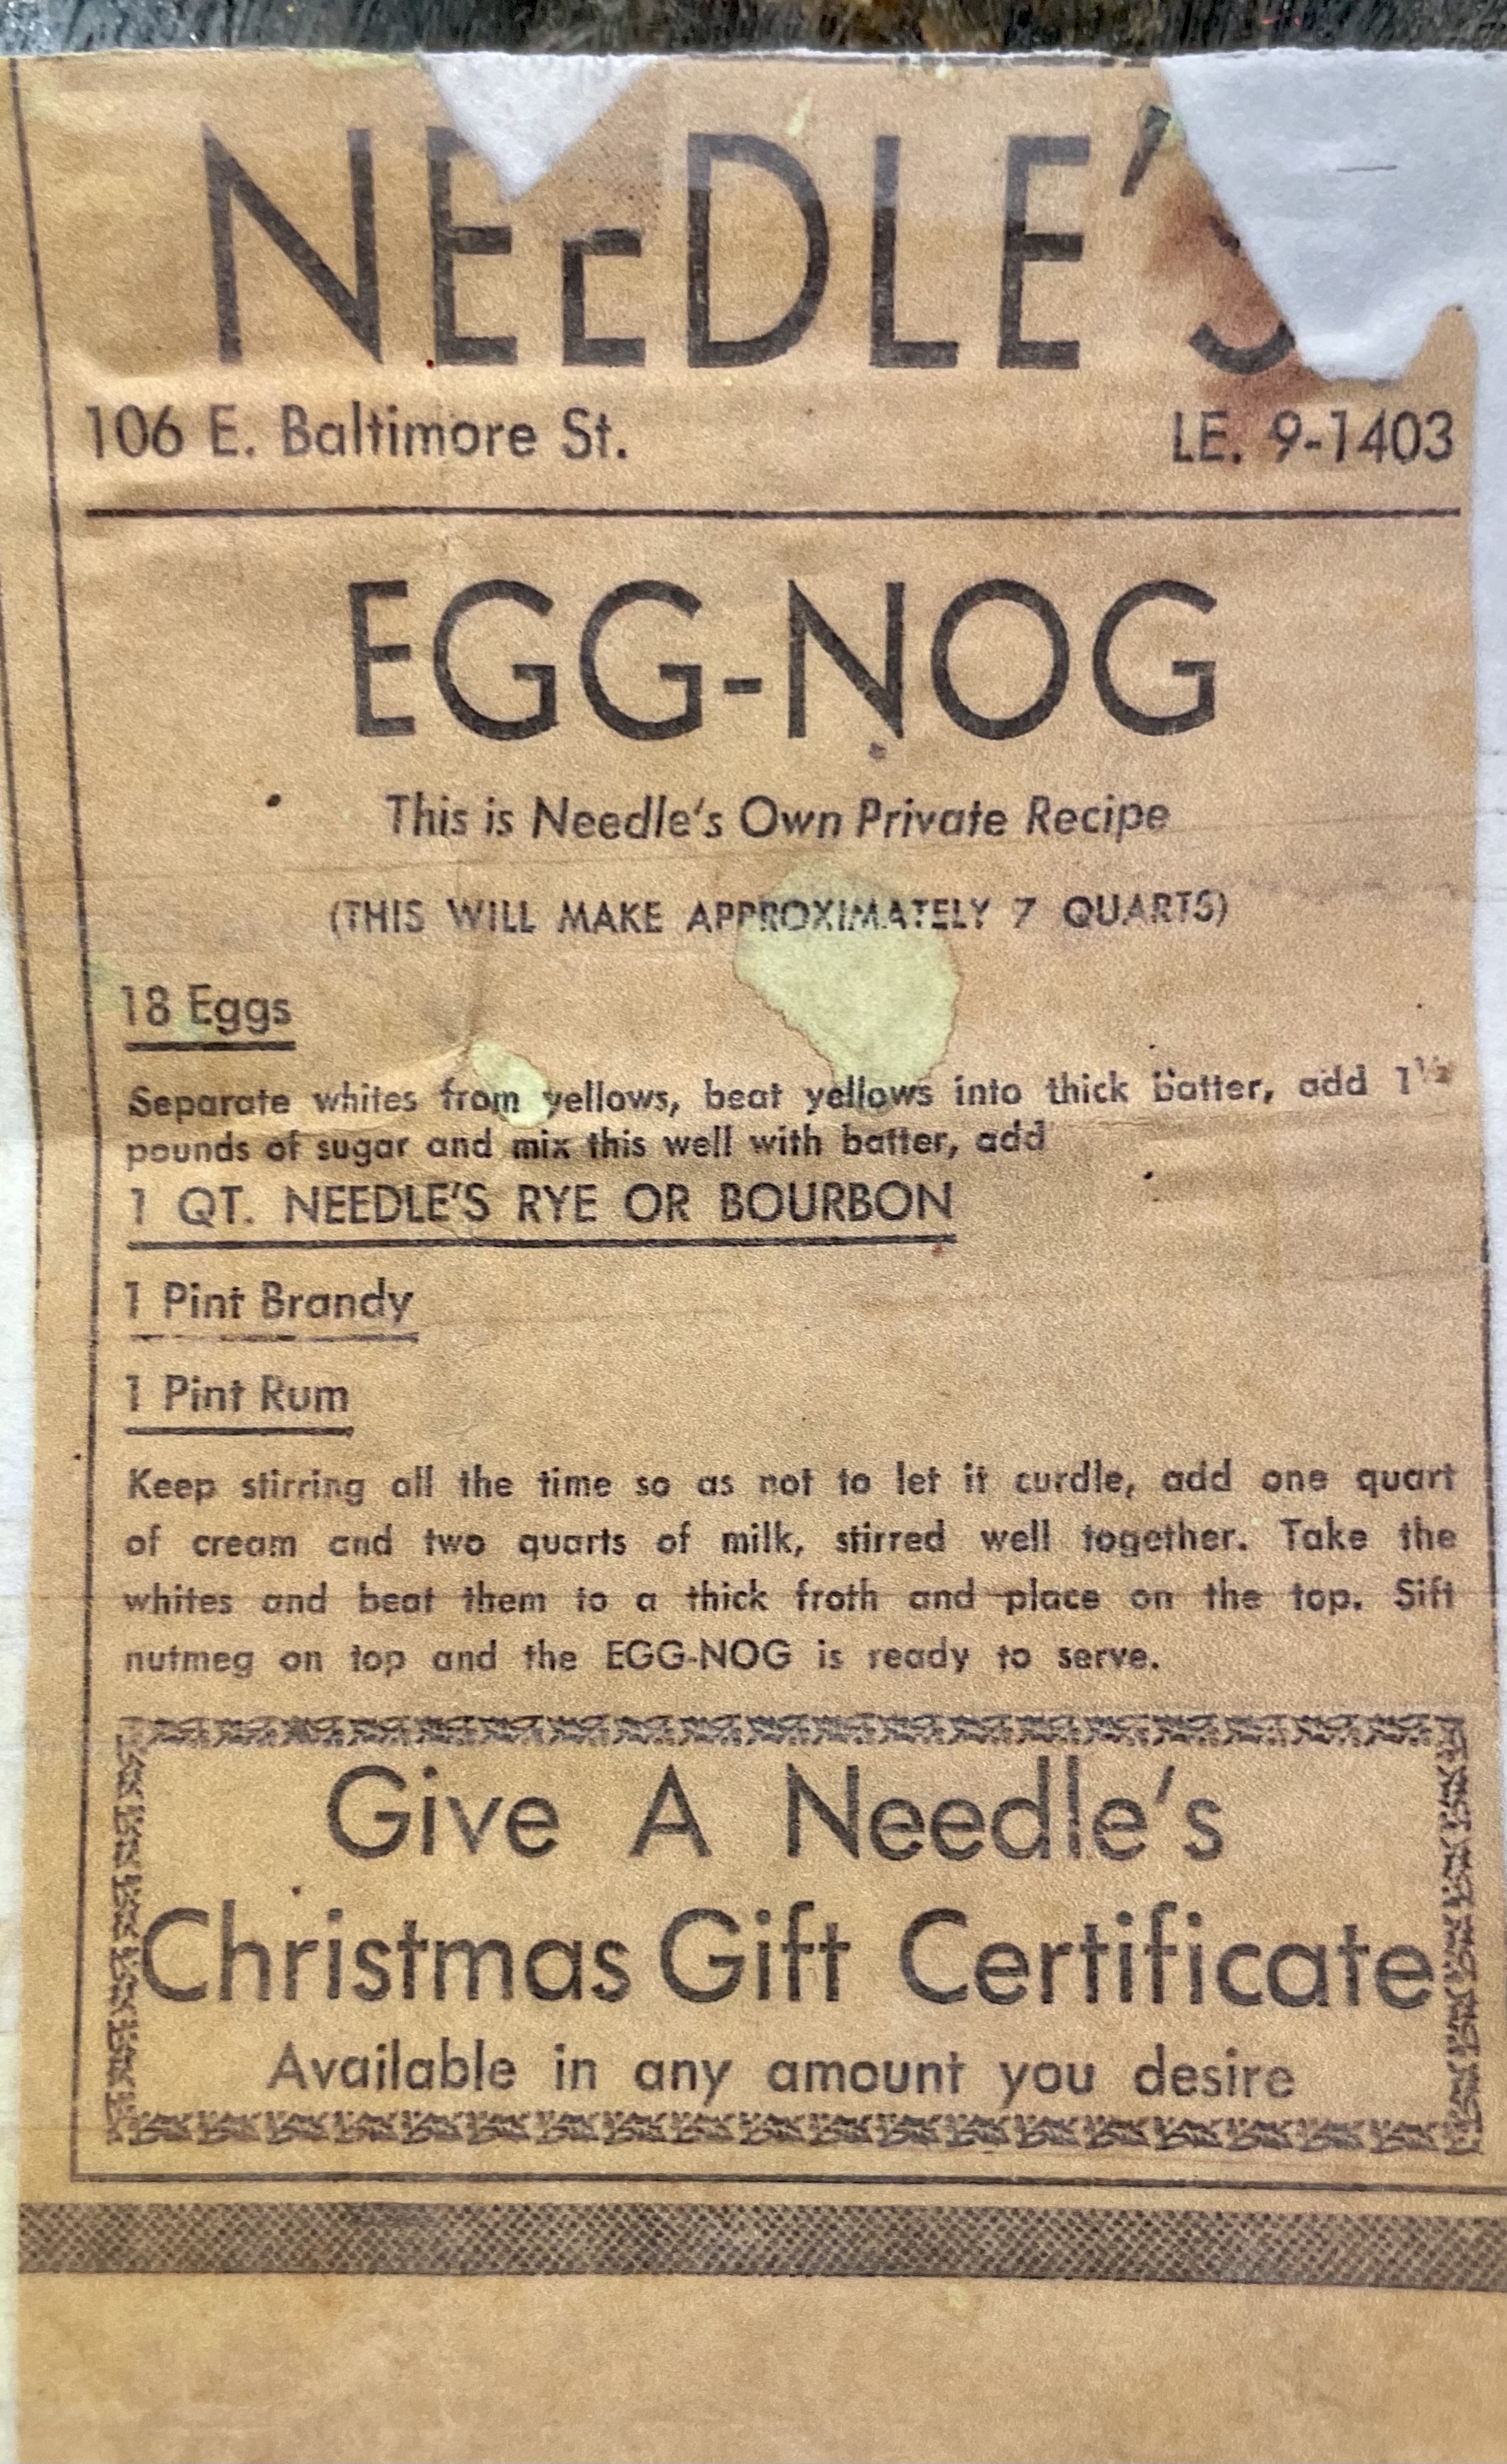 NEEDLE'S
106 E. Baltimore St. LE. 9-1403
EGG-NOG
This is Needle's Own Private Recipe
(THIS WILL MAKE APPROXIMATELY 7 QUARTS)
18 Eggs
Separate whites from yellows, beat yellows into thick batter, add 1½
pounds of sugar and mix this well with batter, add
1 QT. NEEDLE'S RYE OR BOURBON
1 Pint Brandy
1 Pint Rum
Keep stirring all the time so as not to let it curdle, add one quart
of cream and two quarts of milk, stirred well together. Take the
whites and beat them to a thick froth and place on the top. Sift
nutmeg on top and the EGG-NOG is ready to serve.
Give A Needle's
Christmas Gift Certificate
Available in any amount you desire